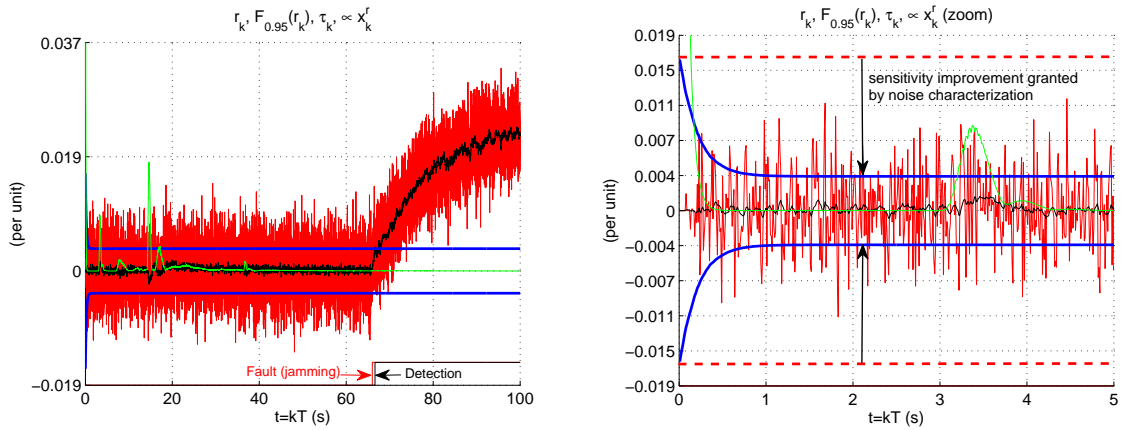 r_k, F_0.95(r_k), τ_k, ∝ x_k^r
0.037
0.019
0
−0.019
(per unit)
Fault (jamming)
Detection
0 20 40 60 80 100
t=kT (s)
r_k, F_0.95(r_k), τ_k, ∝ x_k^r (zoom)
0.019
0.015
0.011
0.007
0.004
0
−0.004
−0.007
−0.011
−0.015
−0.019
(per unit)
sensitivity improvement granted
by noise characterization
0 1 2 3 4 5
t=kT (s)